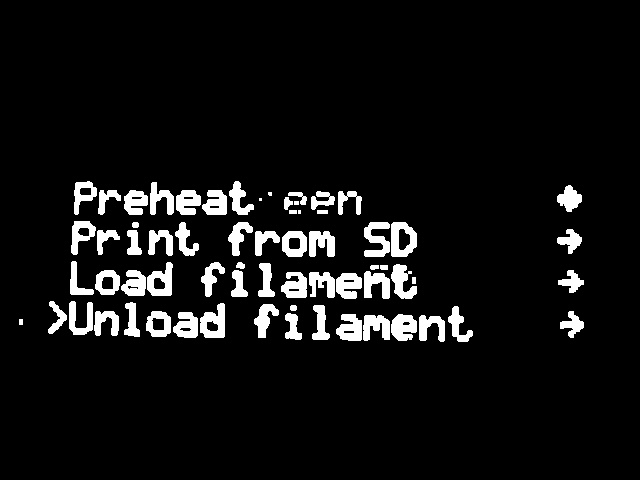 Preheat
Print from SD →
Load filament →
>Unload filament →